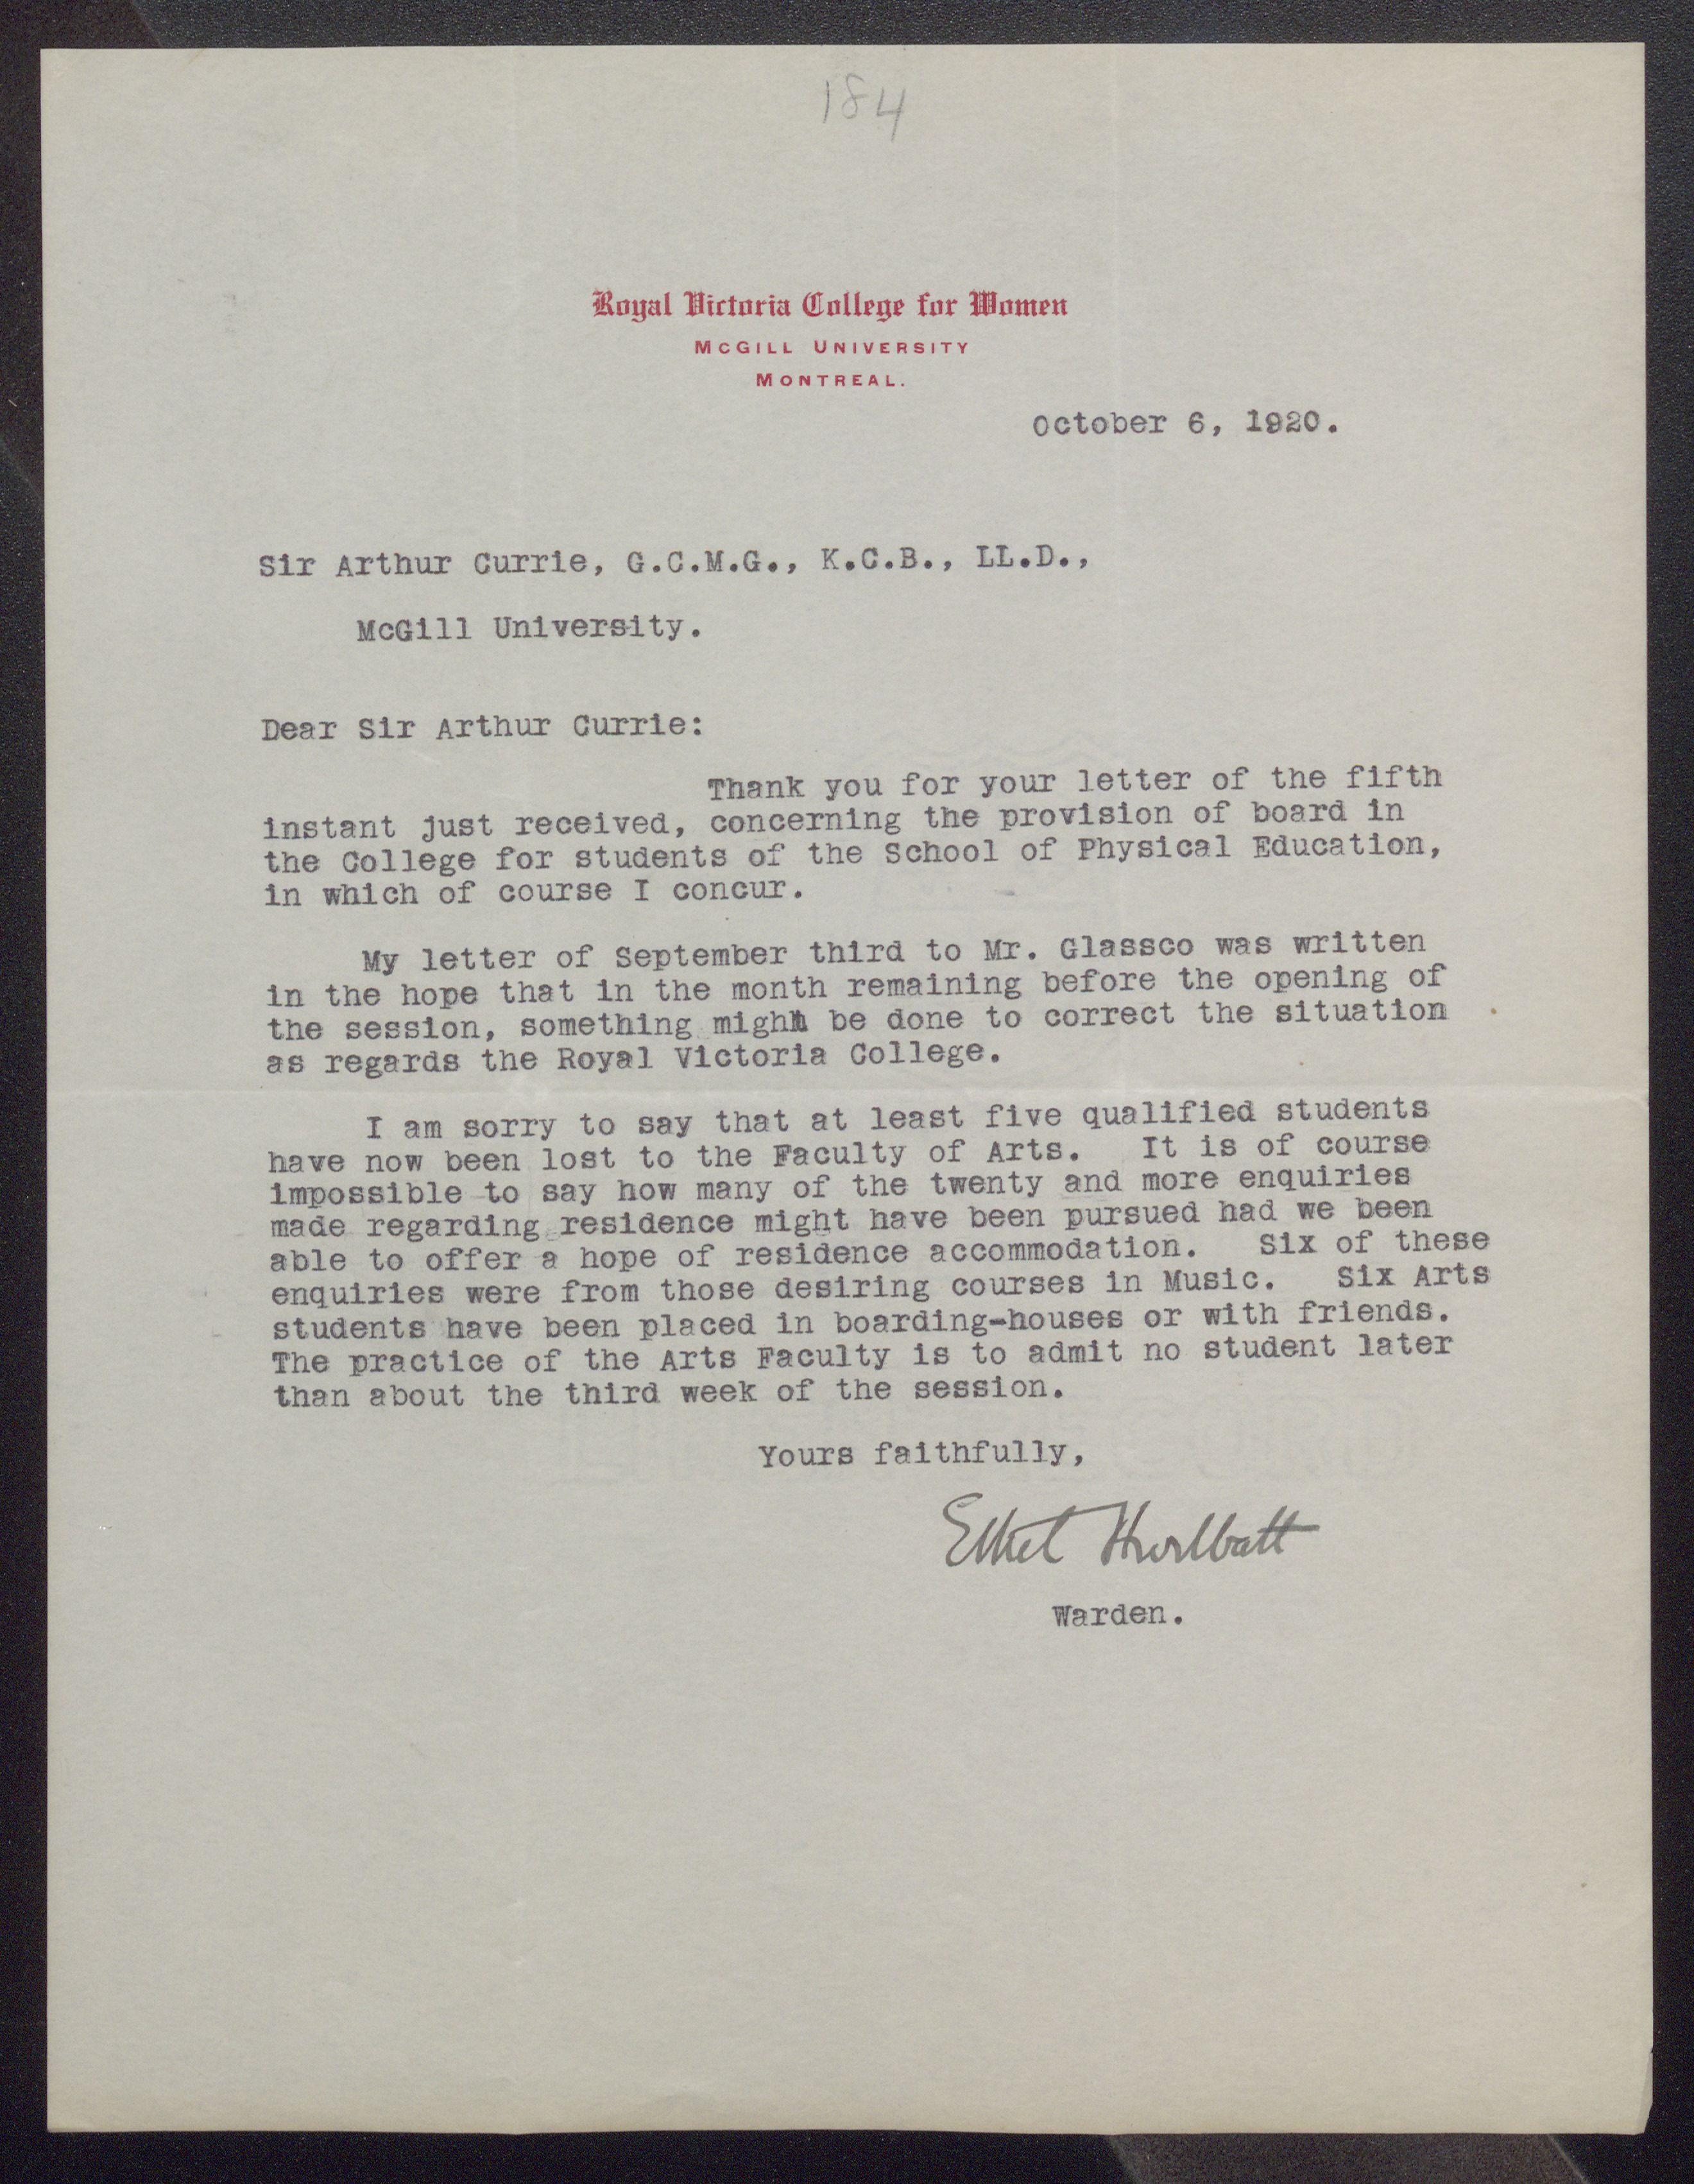 184
Royal Victoria College for Women
McGILL UNIVERSITY
MONTREAL.
October 6, 1920.
Sir Arthur Currie, G.C.M.G., K.C.B., LL.D.,
McGill University.
Dear Sir Arthur Currie:
Thank you for your letter of the fifth
instant just received, concerning the provision of board in
the College for students of the School of Physical Education,
in which of course I concur.
My letter of September third to Mr. Glassco was written
in the hope that in the month remaining before the opening of
the session, something might be done to correct the situation
as regards the Royal Victoria College.
I am sorry to say that at least five qualified students
have now been lost to the Faculty of Arts. It is of course
impossible to say how many of the twenty and more enquiries
made regarding residence might have been pursued had we been
able to offer a hope of residence accommodation. Six of these
enquiries were from those desiring courses in Music. Six Arts
students have been placed in boarding-houses or with friends.
The practice of the Arts Faculty is to admit no student later
than about the third week of the session.
Yours faithfully,
Ethel Hurlbatt
Warden.